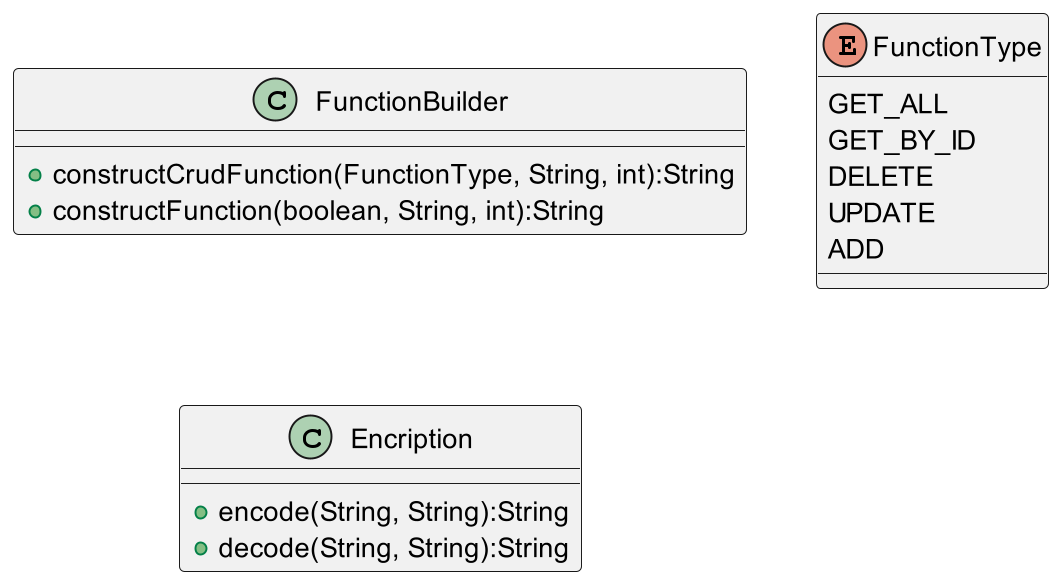 C FunctionBuilder
constructCrudFunction(FunctionType, String, int):String
constructFunction(boolean, String, int):String
E FunctionType
GET_ALL
GET_BY_ID
DELETE
UPDATE
ADD
C Encription
encode(String, String):String
decode(String, String):String